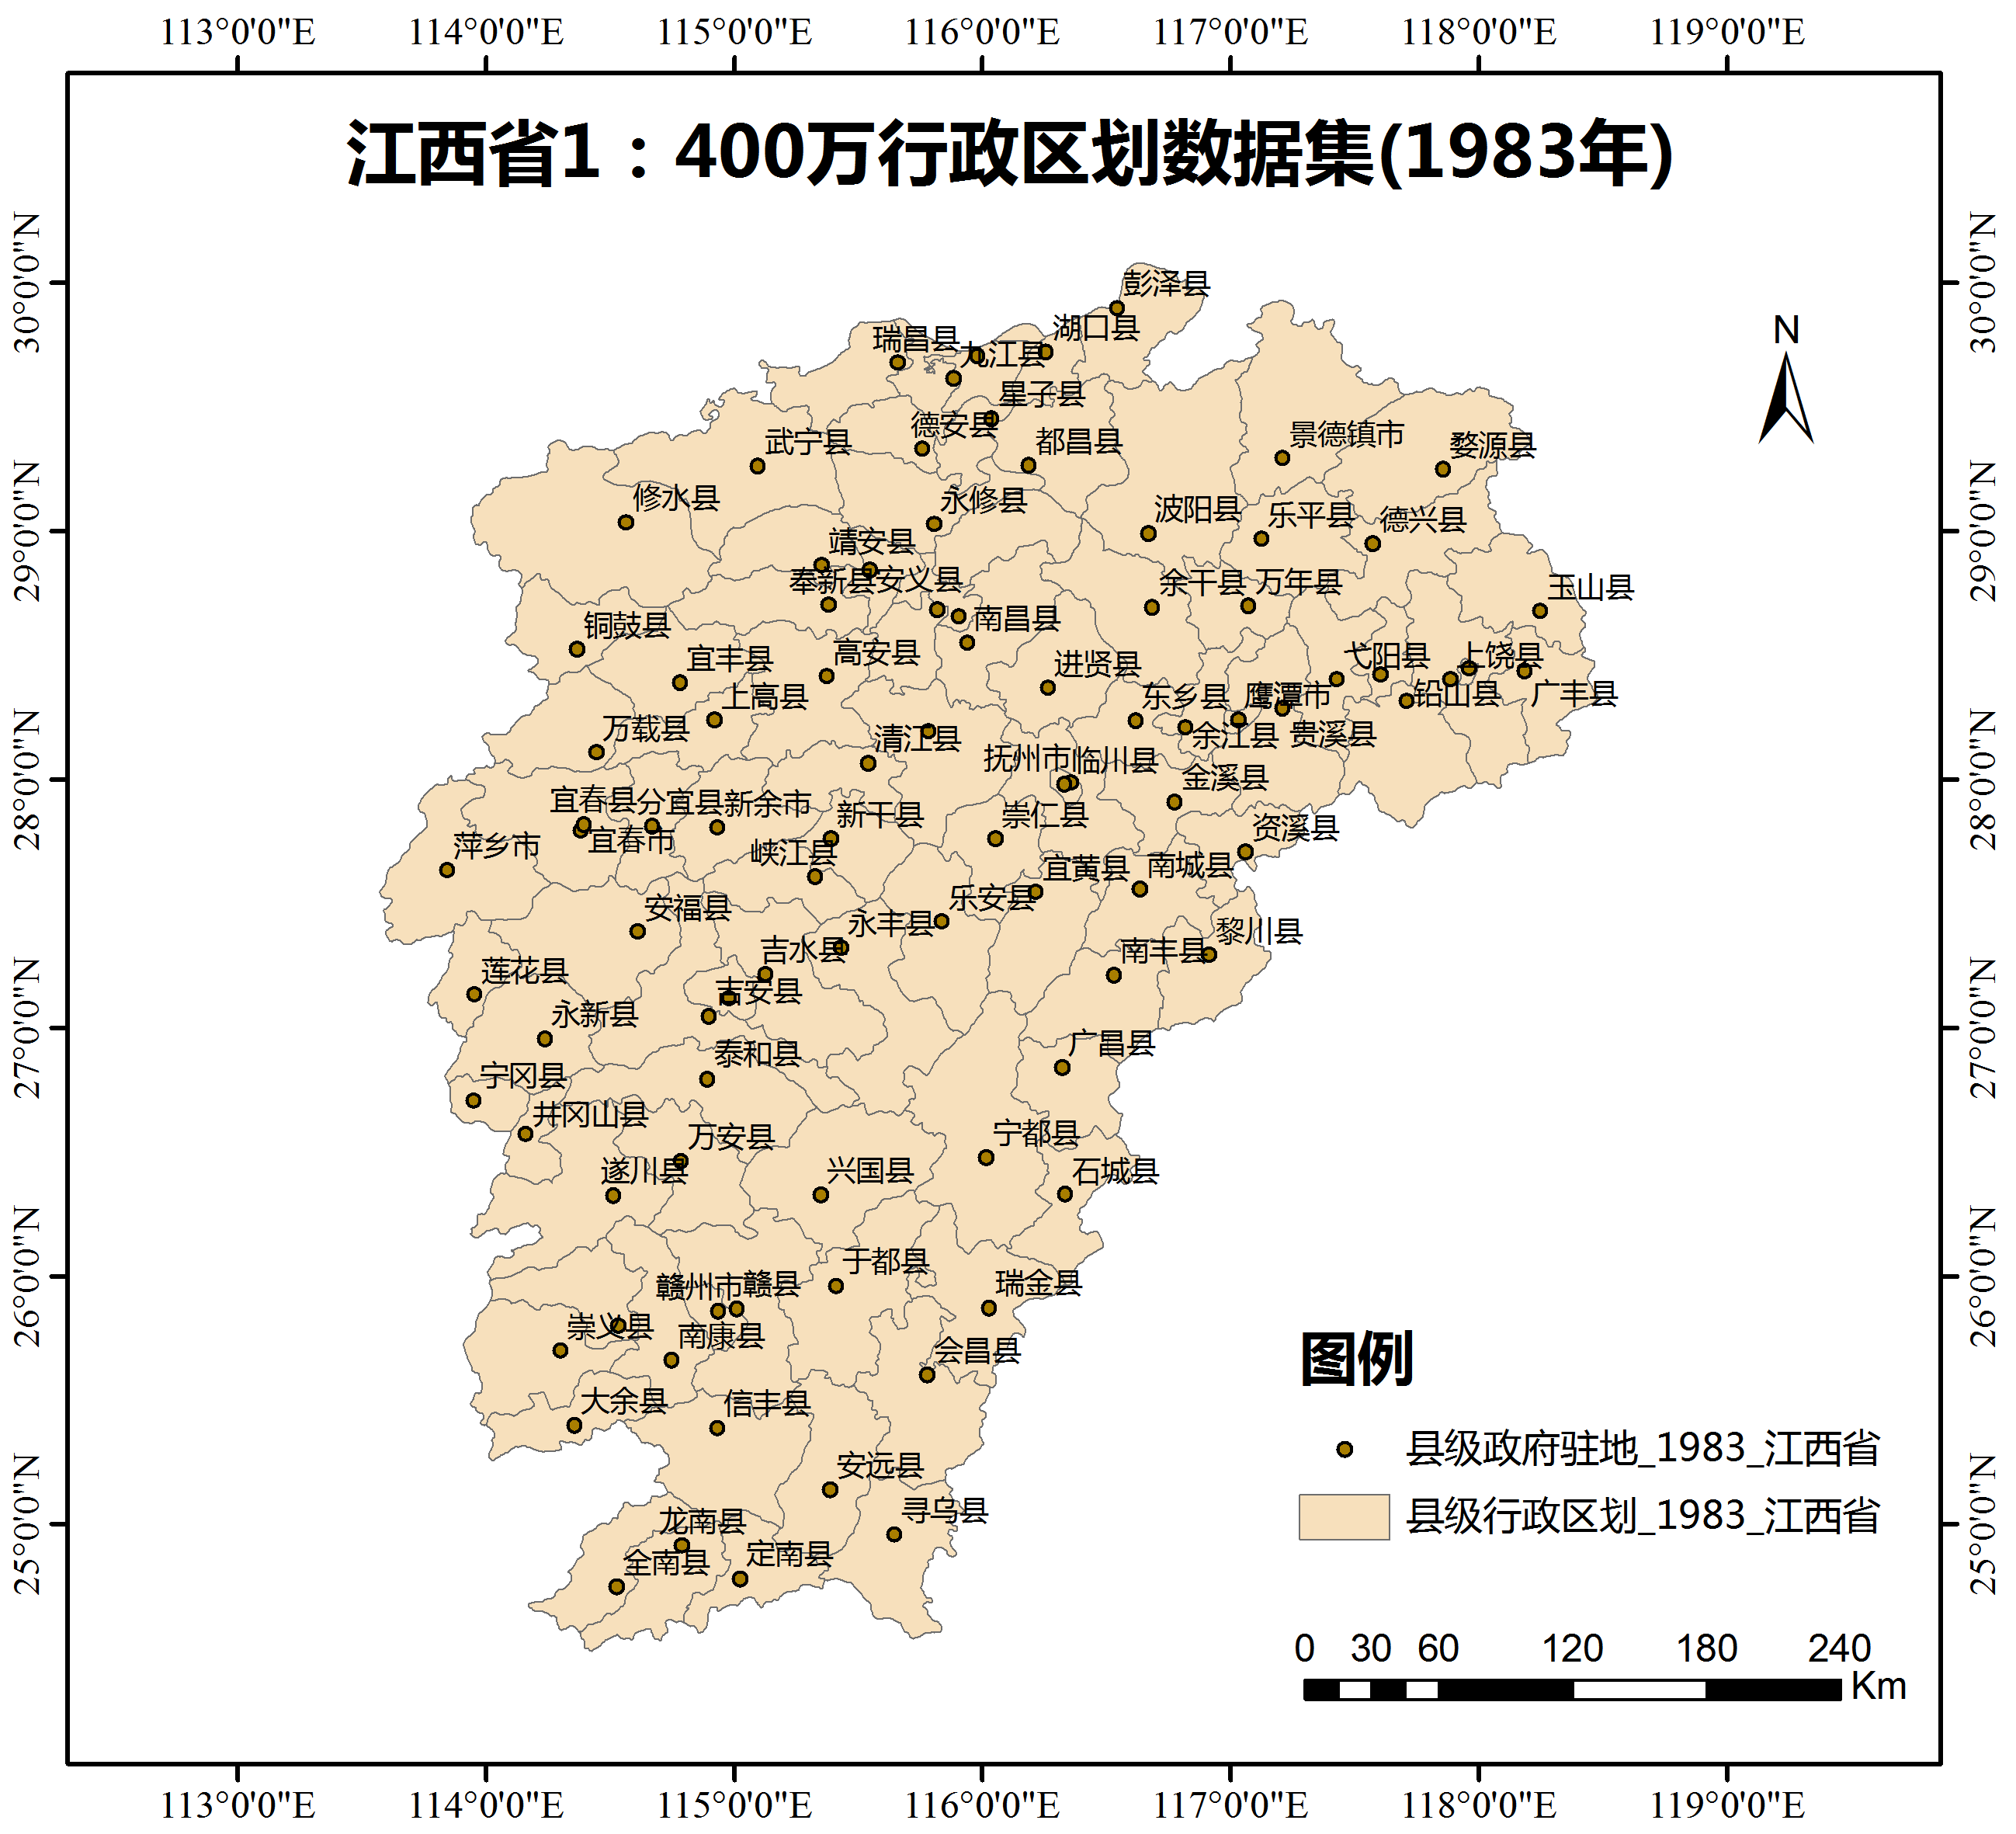 113°0'0"E 114°0'0"E 115°0'0"E 116°0'0"E 117°0'0"E 118°0'0"E 119°0'0"E
江西省1：400万行政区划数据集(1983年)
30°0'0"N
30°0'0"N
彭泽县
湖口县
瑞昌县
九江县
N
星子县
德安县
都昌县
武宁县
景德镇市
婺源县
修水县
永修县
波阳县
乐平县
德兴县
29°0'0"N
29°0'0"N
靖安县
奉新县
安义县
余干县
万年县
玉山县
南昌县
铜鼓县
宜丰县
高安县
进贤县
弋阳县
上饶县
上高县
东乡县
鹰潭市
铅山县
广丰县
万载县
清江县
余江县
贵溪县
抚州市
临川县
金溪县
28°0'0"N
28°0'0"N
宜春县
分宜县
新余市
新干县
崇仁县
资溪县
宜春市
萍乡市
峡江县
宜黄县
南城县
安福县
乐安县
永丰县
黎川县
吉水县
南丰县
莲花县
吉安县
永新县
27°0'0"N
27°0'0"N
广昌县
泰和县
宁冈县
井冈山县
万安县
宁都县
遂川县
兴国县
石城县
26°0'0"N
26°0'0"N
于都县
赣州市
赣县
瑞金县
崇义县
南康县
会昌县
图例
大余县
信丰县
县级政府驻地_1983_江西省
安远县
25°0'0"N
25°0'0"N
寻乌县
县级行政区划_1983_江西省
龙南县
全南县
定南县
0 30 60 120 180 240
Km
113°0'0"E 114°0'0"E 115°0'0"E 116°0'0"E 117°0'0"E 118°0'0"E 119°0'0"E